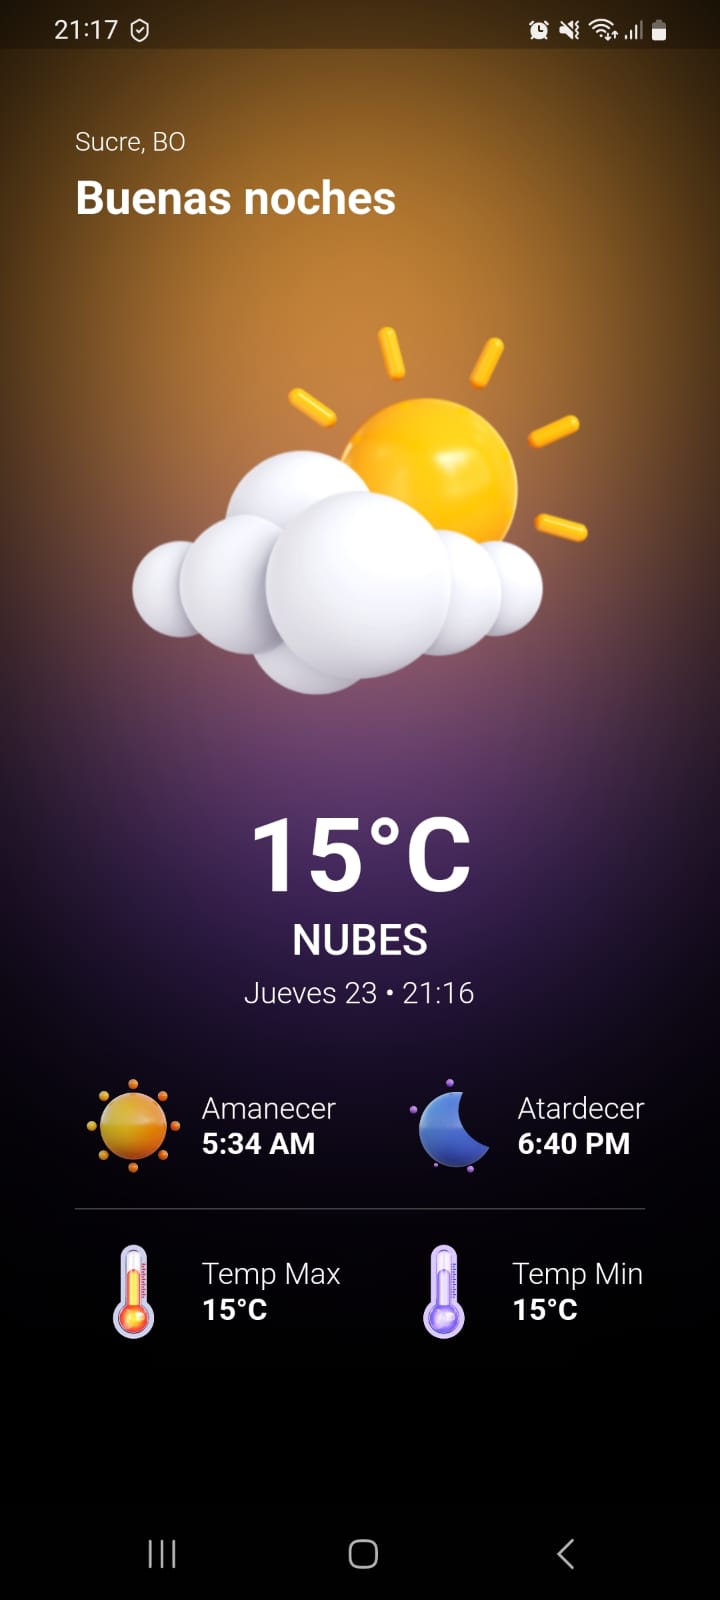 21:17
Sucre, BO
Buenas noches
15°C
NUBES
Jueves 23 • 21:16
Amanecer
5:34 AM
Atardecer
6:40 PM
Temp Max
15°C
Temp Min
15°C